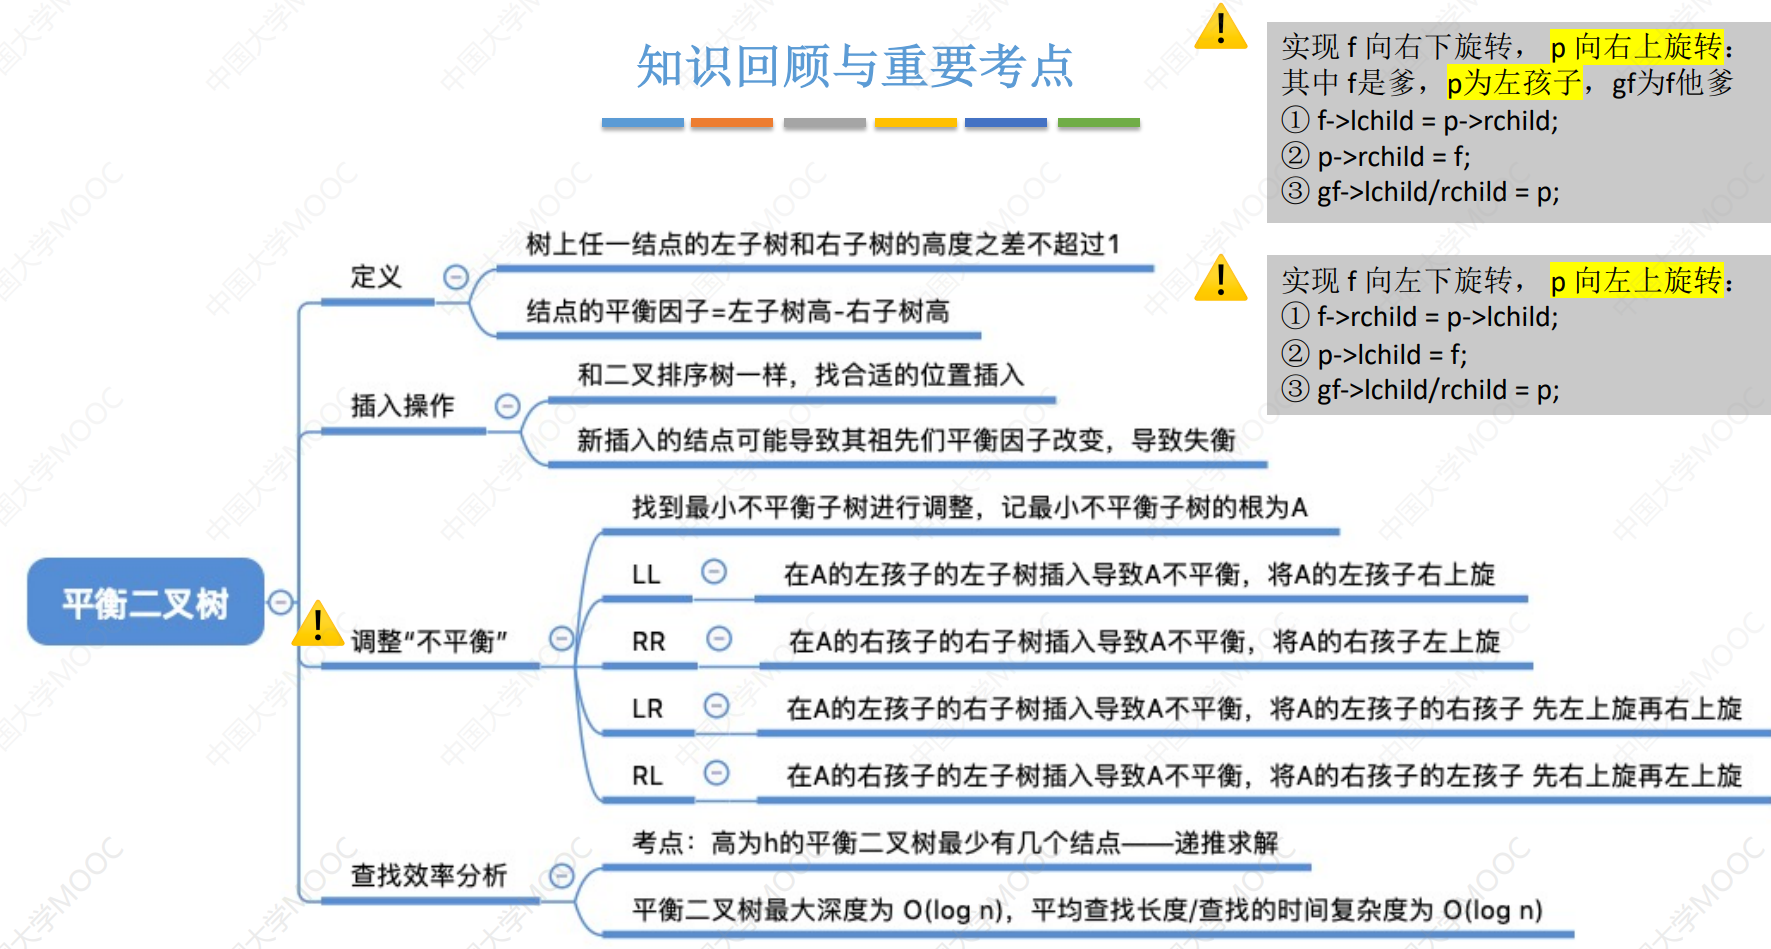 知识回顾与重要考点
实现 f 向右下旋转， p 向右上旋转：
其中 f是爹，p为左孩子，gf为f他爹
① f->lchild = p->rchild;
② p->rchild = f;
③ gf->lchild/rchild = p;
实现 f 向左下旋转， p 向左上旋转：
① f->rchild = p->lchild;
② p->lchild = f;
③ gf->lchild/rchild = p;
平衡二叉树
定义
树上任一结点的左子树和右子树的高度之差不超过1
结点的平衡因子=左子树高-右子树高
插入操作
和二叉排序树一样，找合适的位置插入
新插入的结点可能导致其祖先们平衡因子改变，导致失衡
调整“不平衡”
找到最小不平衡子树进行调整，记最小不平衡子树的根为A
LL
在A的左孩子的左子树插入导致A不平衡，将A的左孩子右上旋
RR
在A的右孩子的右子树插入导致A不平衡，将A的右孩子左上旋
LR
在A的左孩子的右子树插入导致A不平衡，将A的左孩子的右孩子 先左上旋再右上旋
RL
在A的右孩子的左子树插入导致A不平衡，将A的右孩子的左孩子 先右上旋再左上旋
查找效率分析
考点：高为h的平衡二叉树最少有几个结点——递推求解
平衡二叉树最大深度为 O(log n)，平均查找长度/查找的时间复杂度为 O(log n)
中国大学MOOC